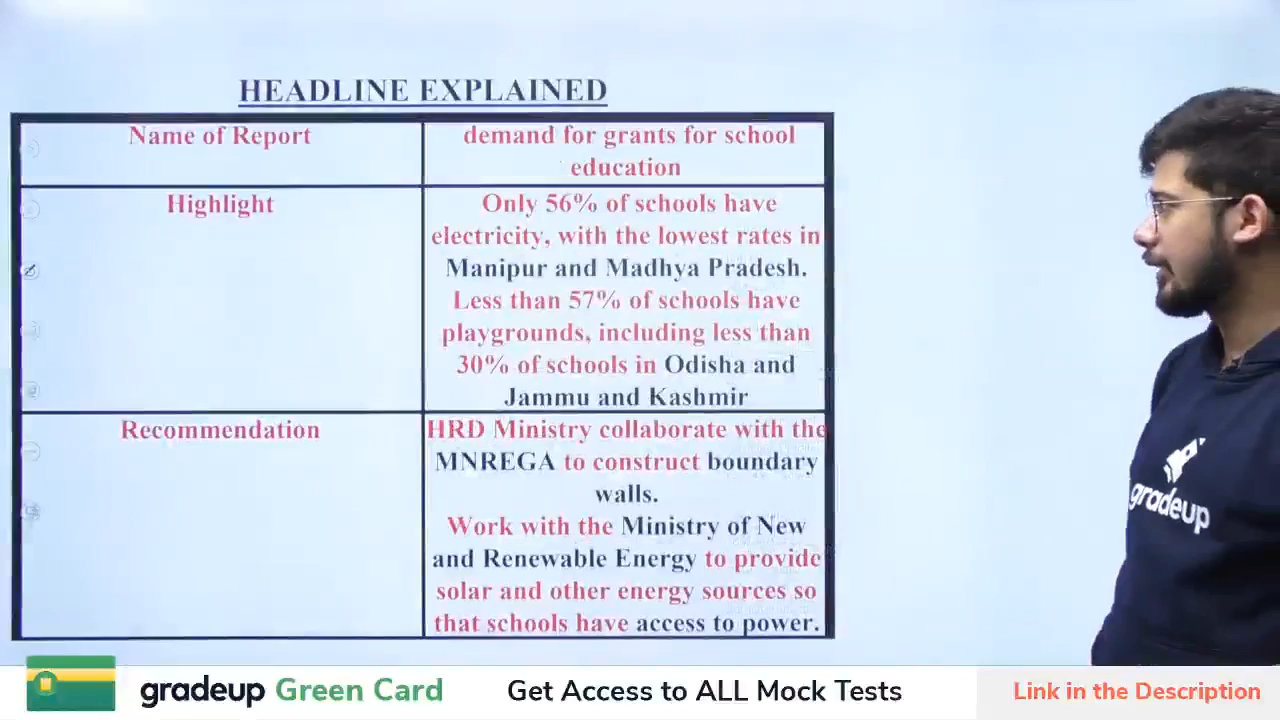 HEADLINE EXPLAINED
Name of Report
demand for grants for school
education
Highlight
Only 56% of schools have
electricity, with the lowest rates in
Manipur and Madhya Pradesh.
Less than 57% of schools have
playgrounds, including less than
30% of schools in Odisha and
Jammu and Kashmir
Recommendation
HRD Ministry collaborate with the
MNREGA to construct boundary
walls.
Work with the Ministry of New
and Renewable Energy to provide
solar and other energy sources so
that schools have access to power.
gradeup
gradeup Green Card
Get Access to ALL Mock Tests
Link in the Description